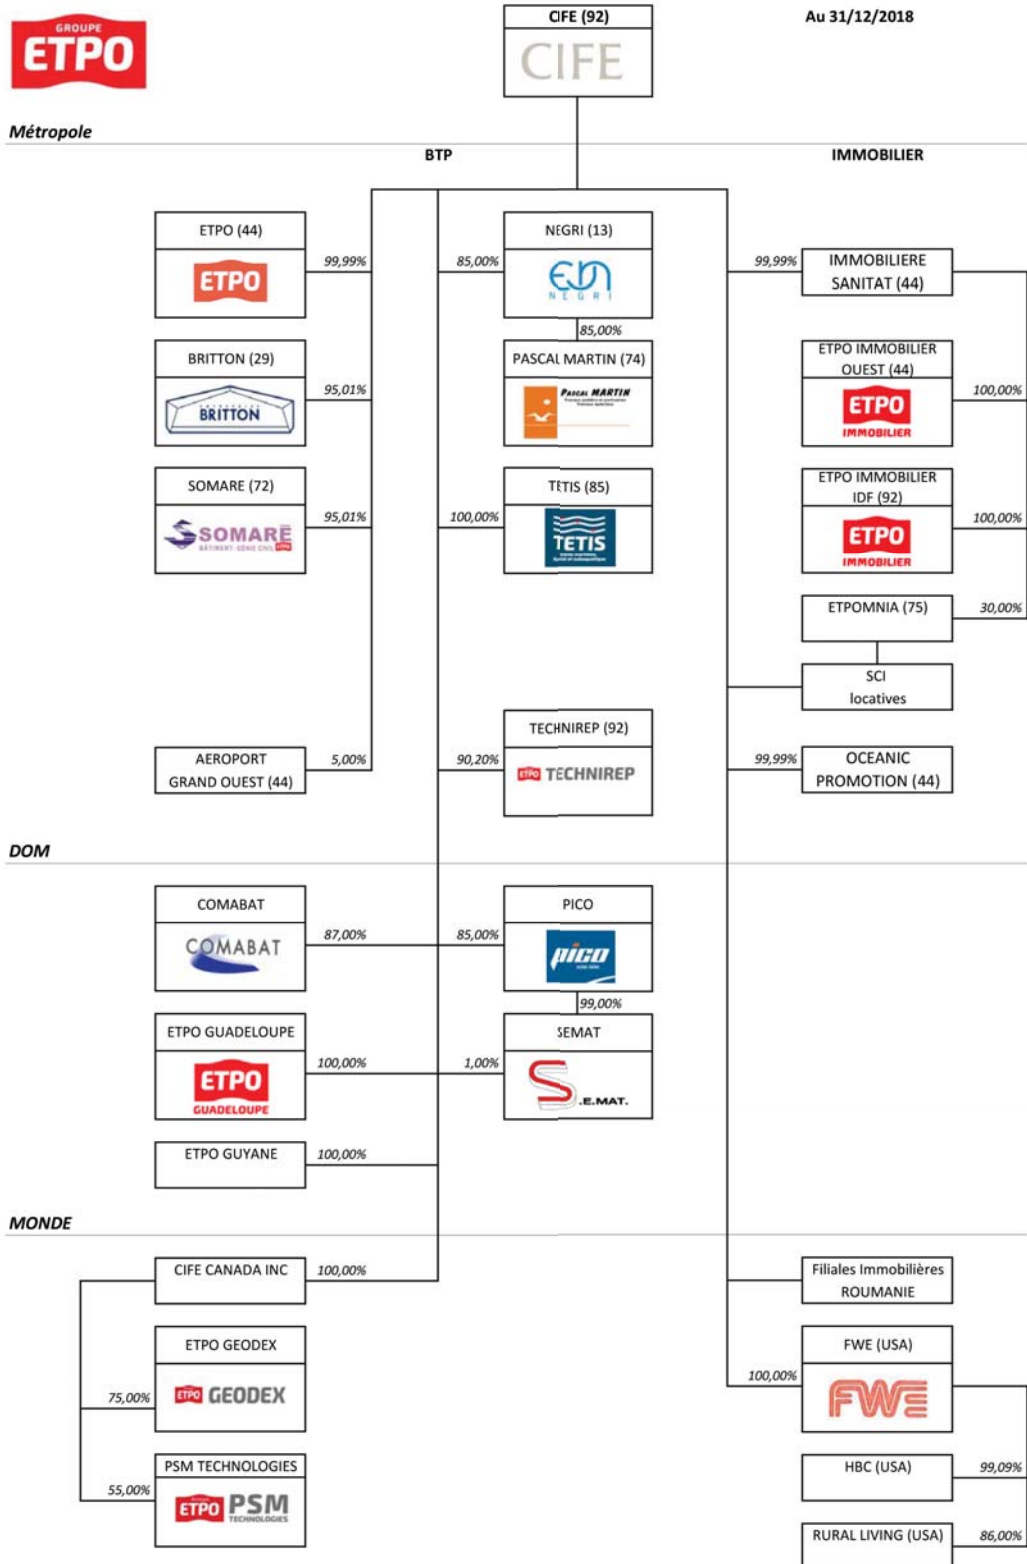 GROUPE
ETPO
CIFE (92)
CIFE
Au 31/12/2018
Métropole
BTP
IMMOBILIER
ETPO (44)
ETPO
99,99%
85,00%
NEGRI (13)
NEGRI
99,99%
IMMOBILIERE
SANITAT (44)
85,00%
BRITTON (29)
BRITTON
95,01%
PASCAL MARTIN (74)
PASCAL MARTIN
ETPO IMMOBILIER
OUEST (44)
ETPO
IMMOBILIER
100,00%
SOMARE (72)
SOMARÉ
BÂTIMENT-GÉNIE CIVIL ETPO
95,01%
100,00%
TETIS (85)
TETIS
ETPO IMMOBILIER
IDF (92)
ETPO
IMMOBILIER
100,00%
ETPOMNIA (75)
30,00%
SCI
locatives
AEROPORT
GRAND OUEST (44)
5,00%
90,20%
TECHNIREP (92)
ETPO TECHNIREP
99,99%
OCEANIC
PROMOTION (44)
DOM
COMABAT
COMABAT
87,00%
85,00%
PICO
pico
99,00%
ETPO GUADELOUPE
ETPO
GUADELOUPE
100,00%
1,00%
SEMAT
S.E.MAT.
ETPO GUYANE
100,00%
MONDE
CIFE CANADA INC
100,00%
Filiales Immobilières
ROUMANIE
ETPO GEODEX
ETPO GEODEX
75,00%
100,00%
FWE (USA)
FWE
PSM TECHNOLOGIES
ETPO PSM
TECHNOLOGIES
55,00%
HBC (USA)
99,09%
RURAL LIVING (USA)
86,00%